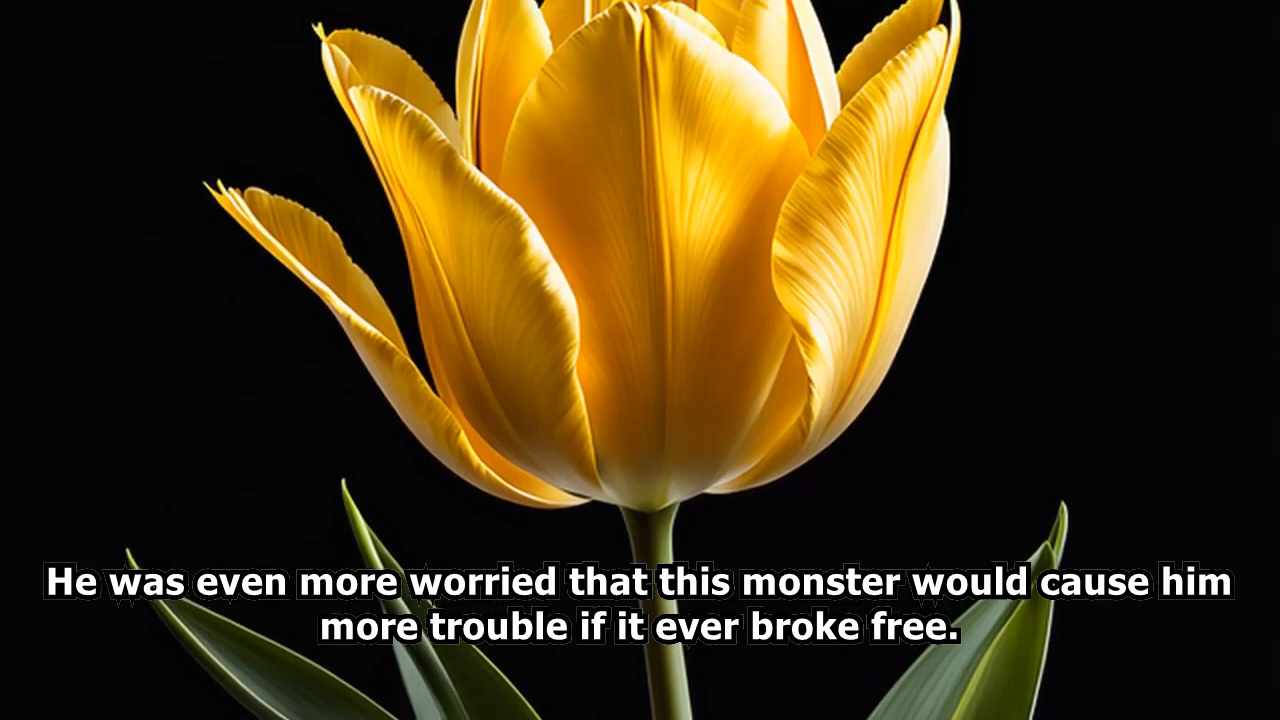 He was even more worried that this monster would cause him
more trouble if it ever broke free.